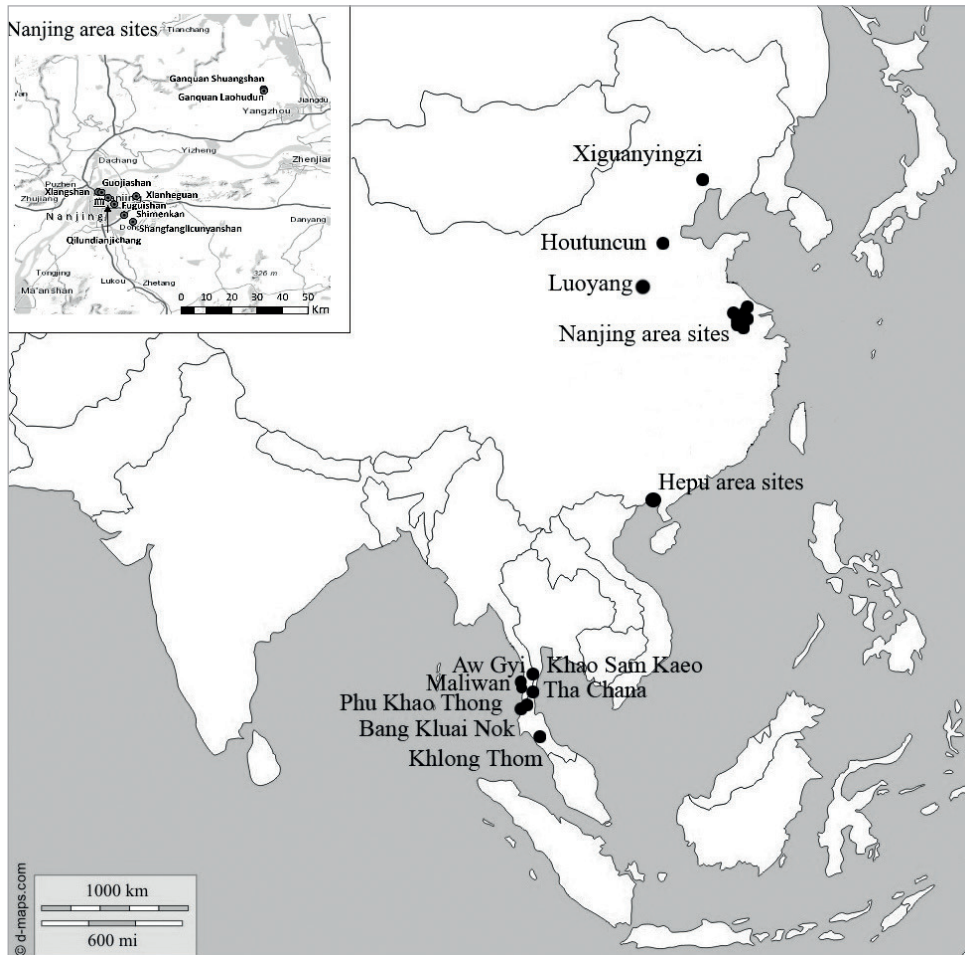 Nanjing area sites
Tianchang
Ganquan Shuangshan
Ganquan Laohudun
Jiangdu
Yangzhou
Yizheng
Zhenjian
Dachang
Puzhen
Guojiashan
Xiangshan
Xianheguan
Zhujiang
Fuguishan
Nanjing
Shimenkan
Shangfanglicunyanshan
Danyang
Qilundianjichang
Tongjing
Lukou
Zhetang
326 m
Ma'anshan
0 10 20 30 40 50
Km
Xiguanyingzi
Houtuncun
Luoyang
Nanjing area sites
Hepu area sites
Aw Gyi
Khao Sam Kaeo
Maliwan
Tha Chana
Phu Khao Thong
Bang Kluai Nok
Khlong Thom
1000 km
600 mi
© d-maps.com